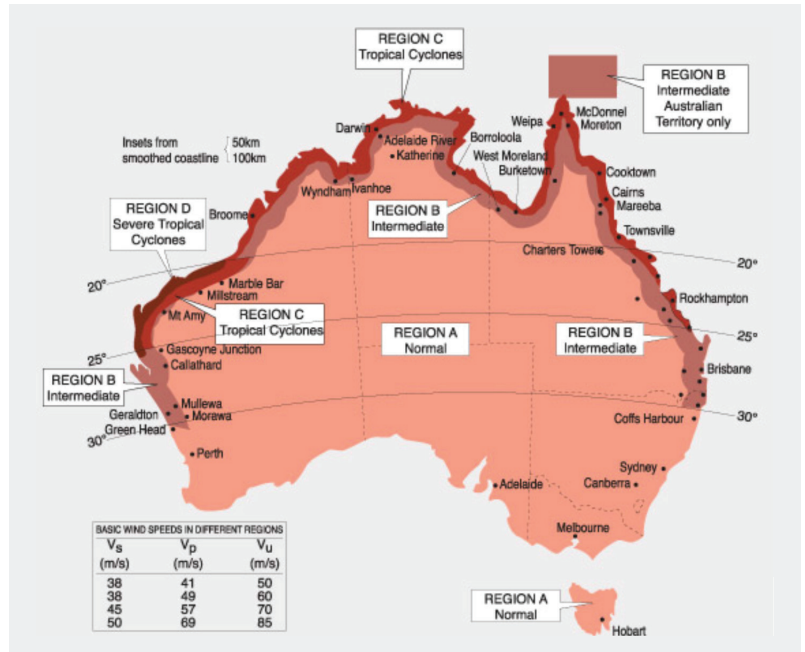 REGION C
Tropical Cyclones
REGION B
Intermediate
Australian
Territory only
Darwin
Adelaide River
Katherine
Borroloola
Weipa
McDonnel
Moreton
West Moreland
Burketown
Insets from
smoothed coastline
50km
100km
Wyndham
Ivanhoe
Cooktown
Cairns
Mareeba
REGION B
Intermediate
Broome
REGION D
Severe Tropical
Cyclones
Townsville
Charters Towers
20°
20°
Marble Bar
Millstream
Mt Amy
REGION C
Tropical Cyclones
Rockhampton
REGION A
Normal
REGION B
Intermediate
25°
25°
Gascoyne Junction
Callathard
REGION B
Intermediate
Brisbane
Mullewa
Geraldton
Morawa
Green Head
30°
30°
Coffs Harbour
Perth
Sydney
Adelaide
Canberra
Melbourne
BASIC WIND SPEEDS IN DIFFERENT REGIONS
Vs Vp Vu
(m/s) (m/s) (m/s)
38 41 50
38 49 60
45 57 70
50 69 85
REGION A
Normal
Hobart